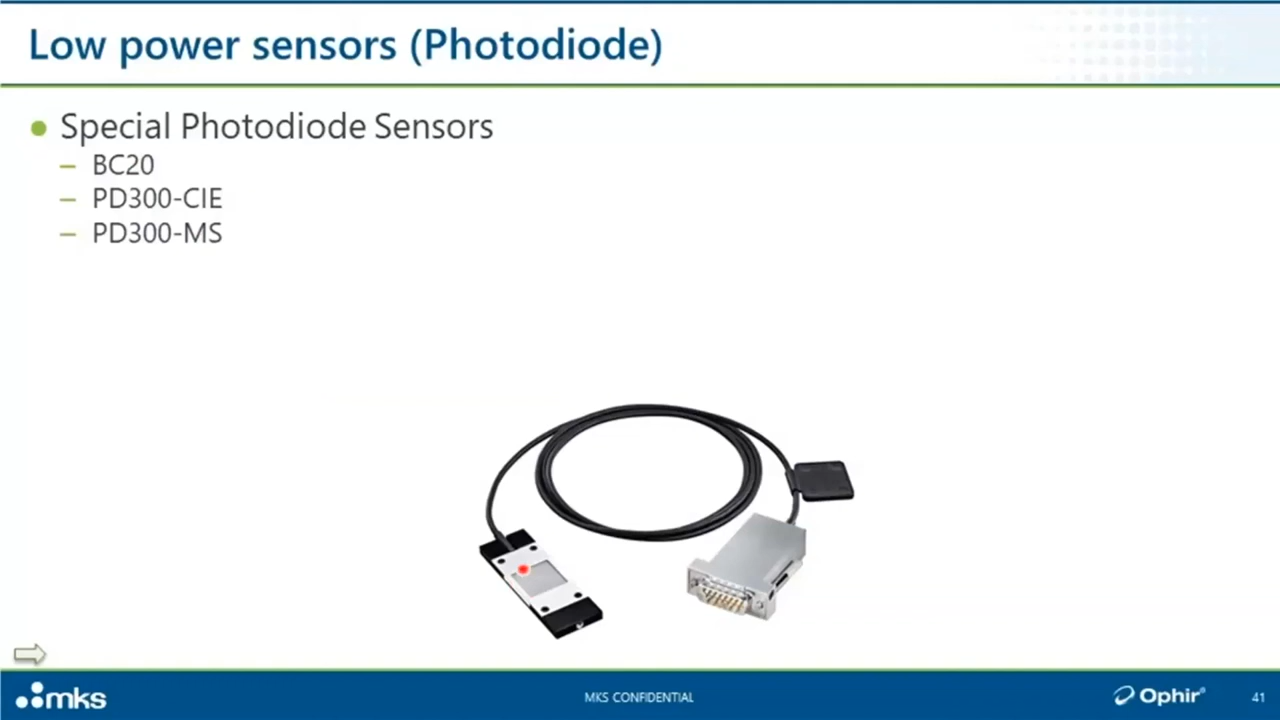 Low power sensors (Photodiode)
Special Photodiode Sensors
– BC20
– PD300-CIE
– PD300-MS
mks
MKS CONFIDENTIAL
Ophir®
41